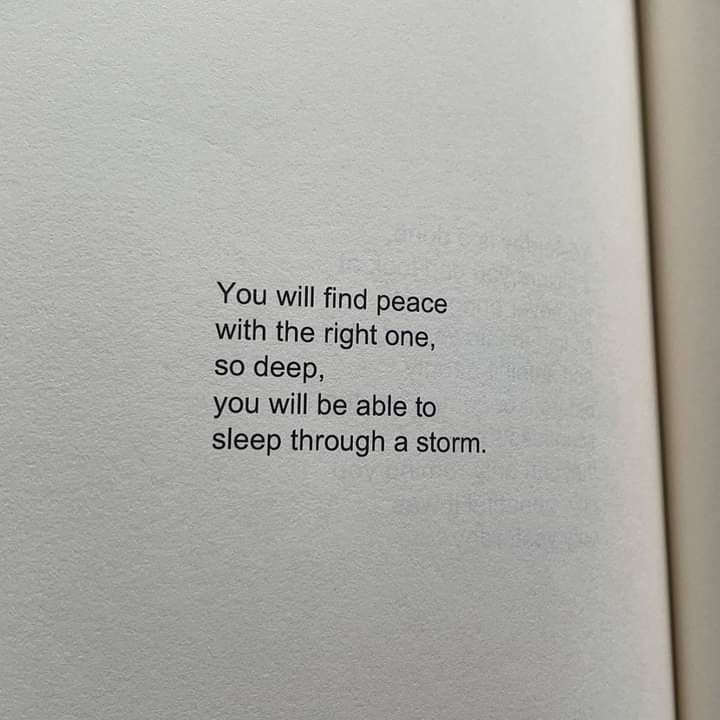 You will find peace
with the right one,
so deep,
you will be able to
sleep through a storm.